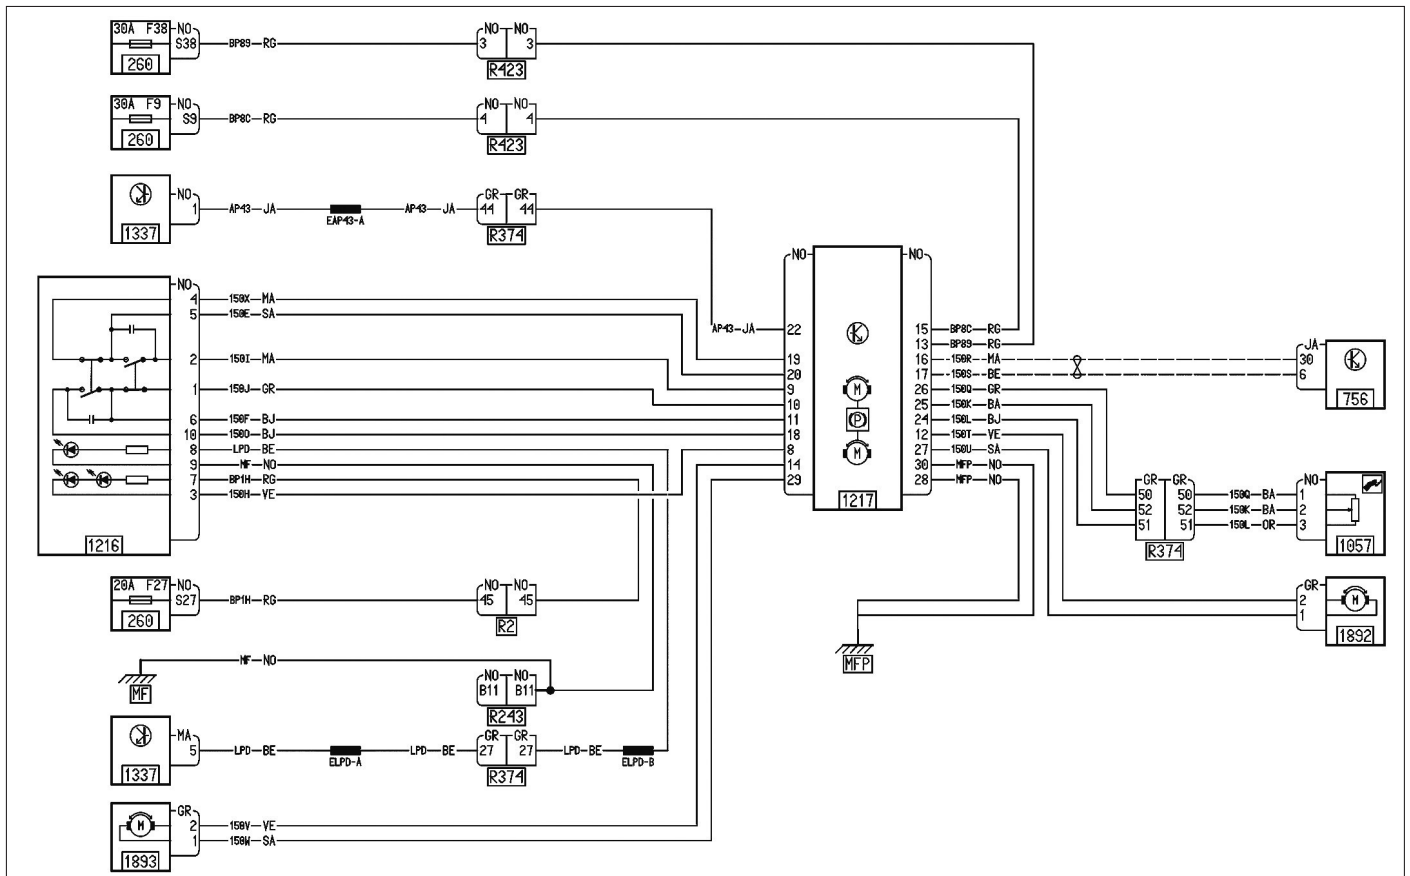 30A F38 NO NO NO
S38 BP89 RG 3 3
260 R423
30A F9 NO NO NO
S9 BP8C RG 4 4
260 R423
NO GR GR
1 AP43 JA AP43 JA 44 44
EAP43-A
1337 R374
NO NO NO
4 150X MA
5 150E SA
AP43 JA 22 15 BP8C RG
13 BP89 RG JA
2 150I MA 19 16 150R MA 30
20 17 150S BE 6
1 150J GR 9 M 26 150Q GR
756
10 25 150K BA
6 150F BJ 11 P 24 150L BJ
10 150D BJ 18 12 150T VE
8 LPD BE 8 M 27 150U SA
9 MF NO 14 30 MFP NO
7 BP1H RG 29 28 MFP NO GR GR NO
3 150H VE 50 50 150Q BA 1
1217 52 52 150K BA 2
51 51 150L OR 3
1216 R374 1057
20A F27 NO NO NO GR
S27 BP1H RG 45 45 2 M
1
260 R2 1892
MF NO MFP
NO NO
MF B11 B11
R243
MA GR GR
5 LPD BE LPD BE 27 27 LPD BE
ELPD-A ELPD-B
1337 R374
GR
M 2 150V VE
1 150W SA
1893